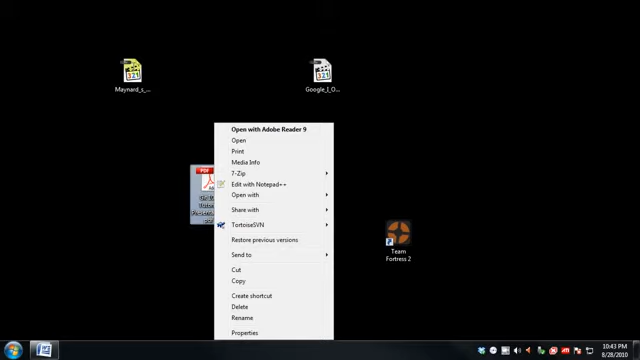 Maynard_s_...
Google_I_O...
Open with Adobe Reader 9
Open
Print
Media Info
7-Zip
Edit with Notepad++
Open with
Share with
TortoiseSVN
Restore previous versions
Send to
Cut
Copy
Create shortcut
Delete
Rename
Properties
PDF
321
321
Team
Fortress 2
10:43 PM
8/28/2010